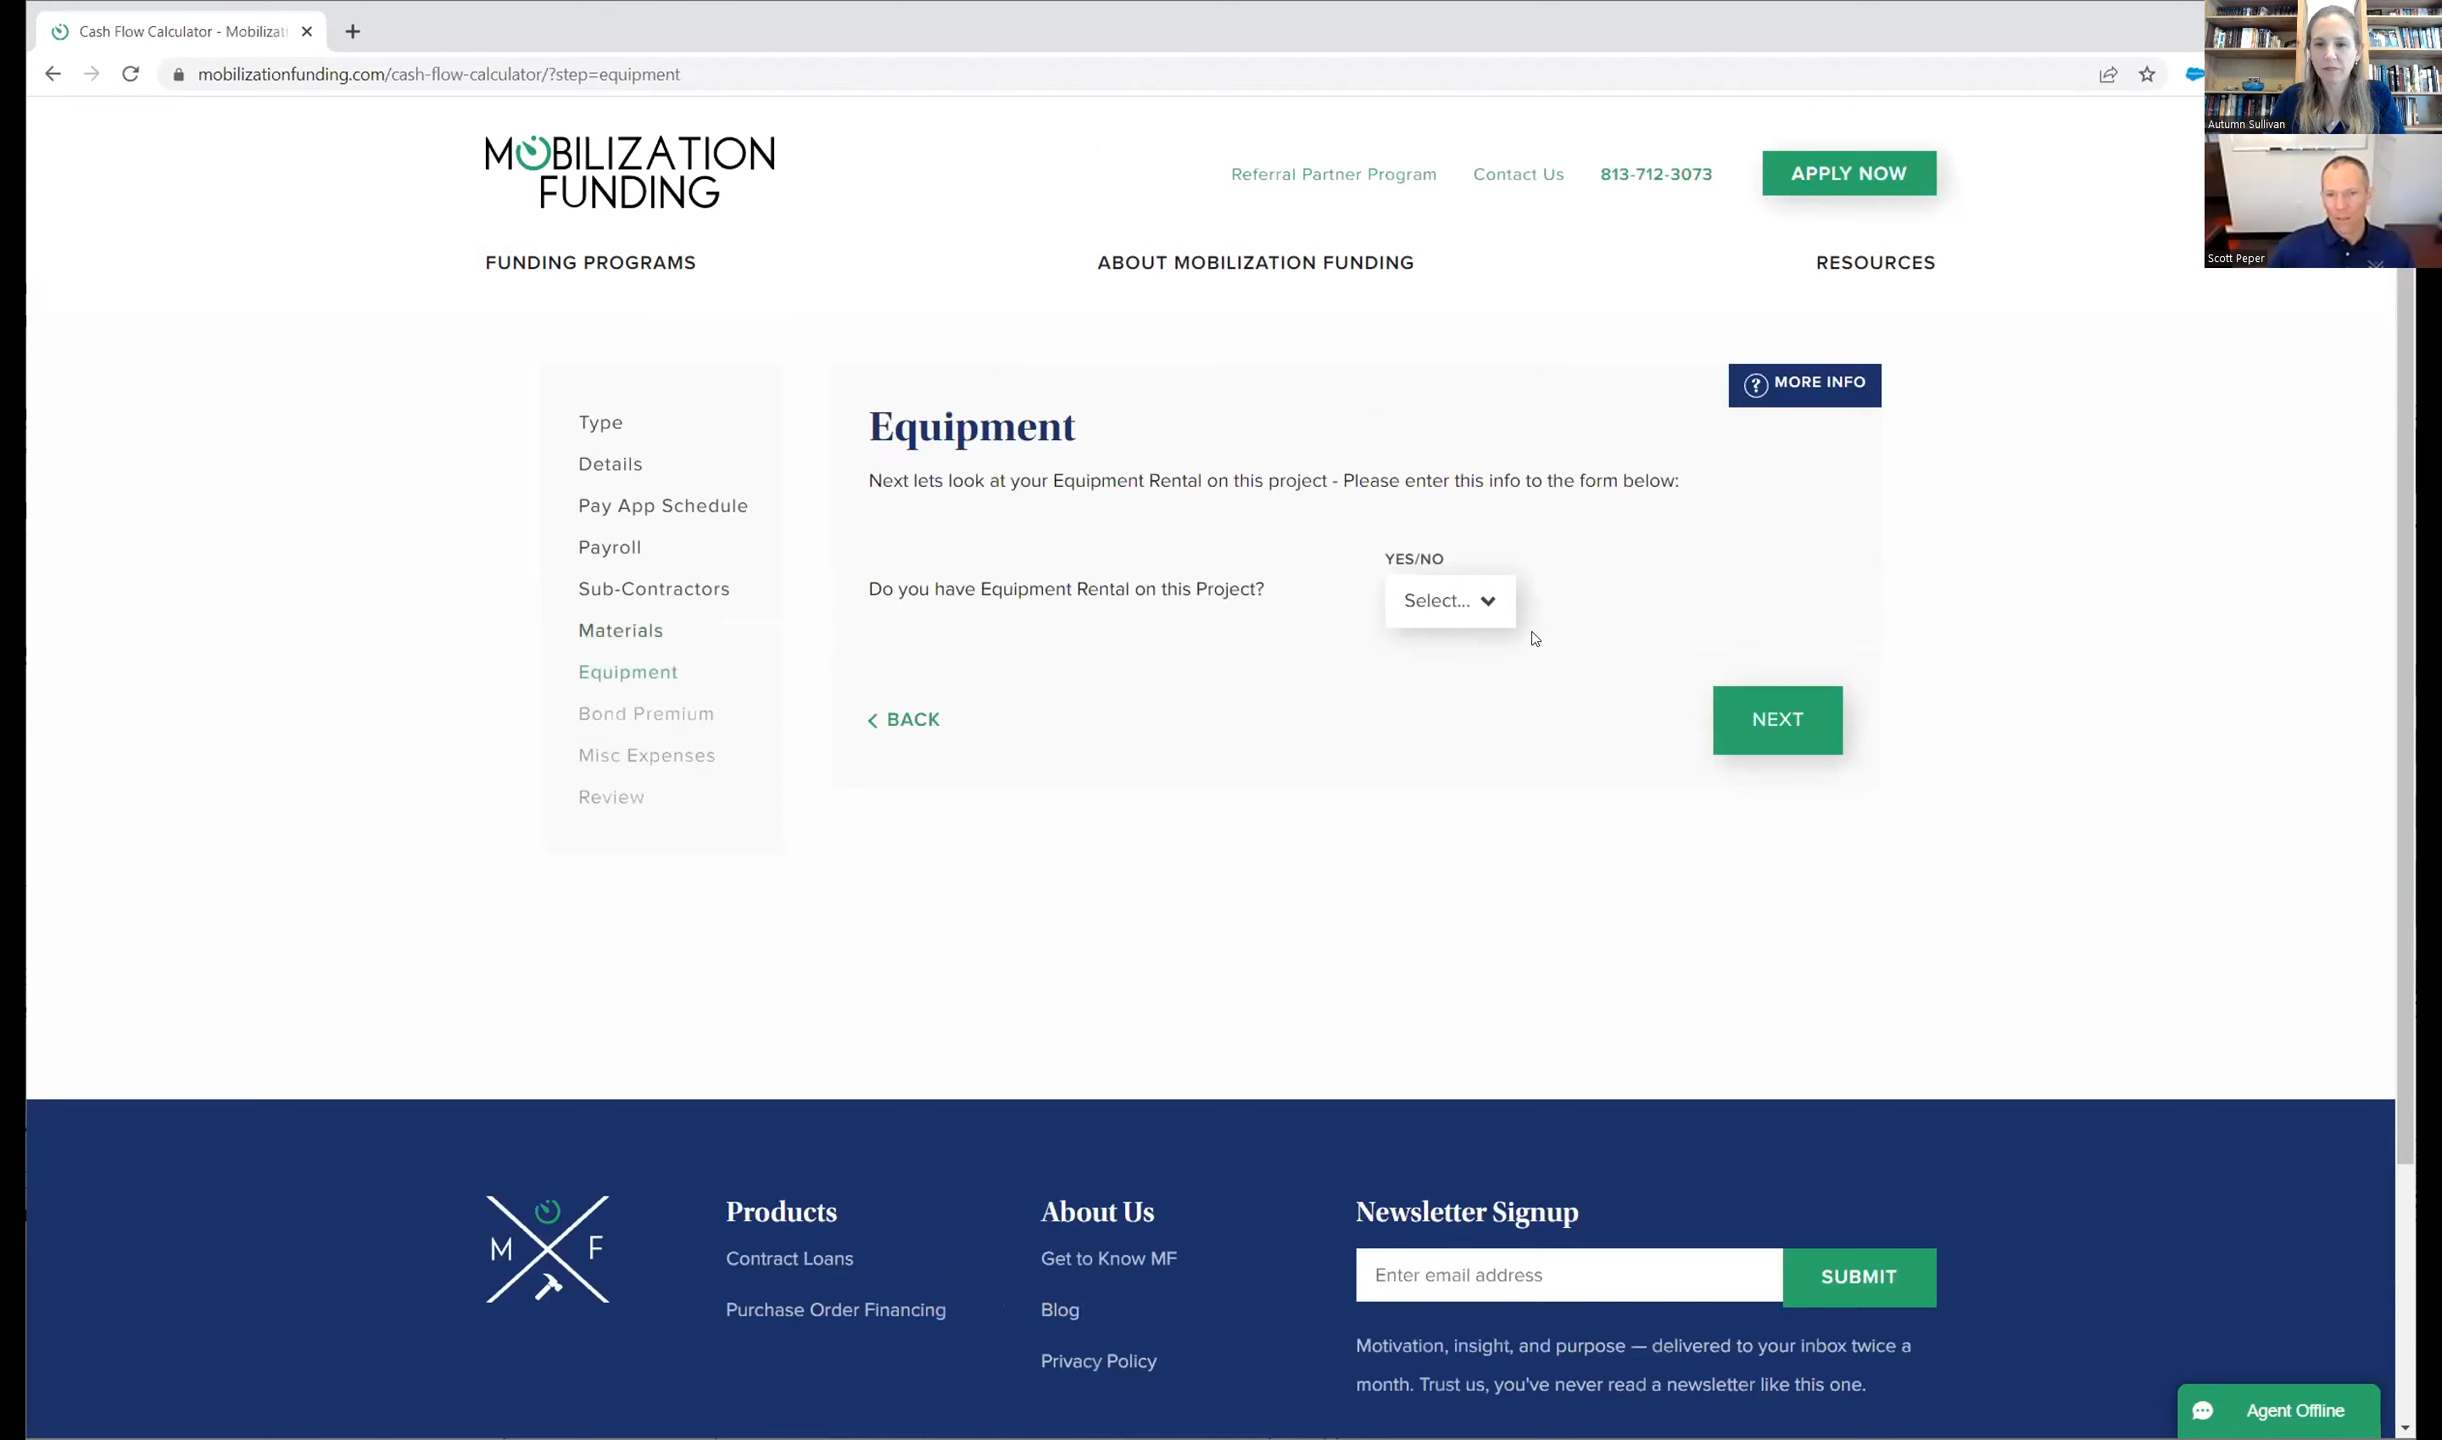 Cash Flow Calculator - Mobilizati
mobilizationfunding.com/cash-flow-calculator/?step=equipment
Autumn Sullivan
Scott Peper
MOBILIZATION
FUNDING
Referral Partner Program
Contact Us
813-712-3073
APPLY NOW
FUNDING PROGRAMS
ABOUT MOBILIZATION FUNDING
RESOURCES
Type
Details
Pay App Schedule
Payroll
Sub-Contractors
Materials
Equipment
Bond Premium
Misc Expenses
Review
? MORE INFO
Equipment
Next lets look at your Equipment Rental on this project - Please enter this info to the form below:
YES/NO
Do you have Equipment Rental on this Project?
Select...
BACK
NEXT
M F
Products
Contract Loans
Purchase Order Financing
About Us
Get to Know MF
Blog
Privacy Policy
Newsletter Signup
Enter email address
SUBMIT
Motivation, insight, and purpose — delivered to your inbox twice a
month. Trust us, you've never read a newsletter like this one.
Agent Offline